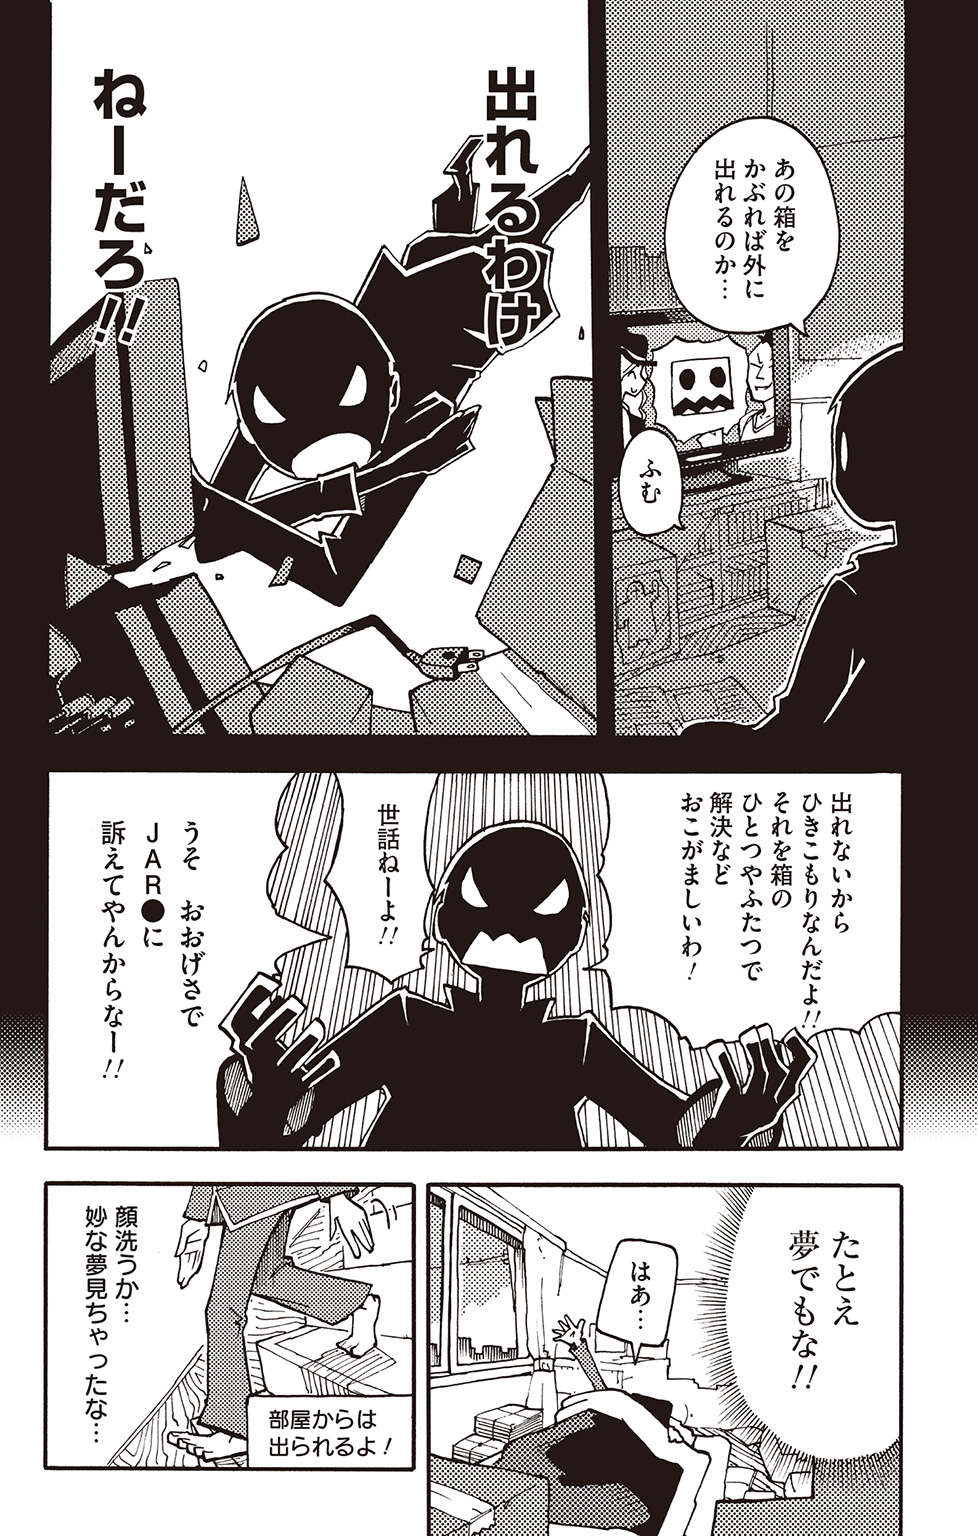 あの箱を
かぶれば外に
出れるのか…
ふむ
出れるわけ
ねーだろ!!
出れないから
ひきこもりなんだよ!!
それを箱の
ひとつやふたつで
解決など
おこがましいわ!
世話ねーよ!!
うそ おおげさで
JAR●に
訴えてやんからなー!!
たとえ
夢でもな!!
はあ…
顔洗うか…
妙な夢見ちゃったな…
部屋からは
出られるよ!